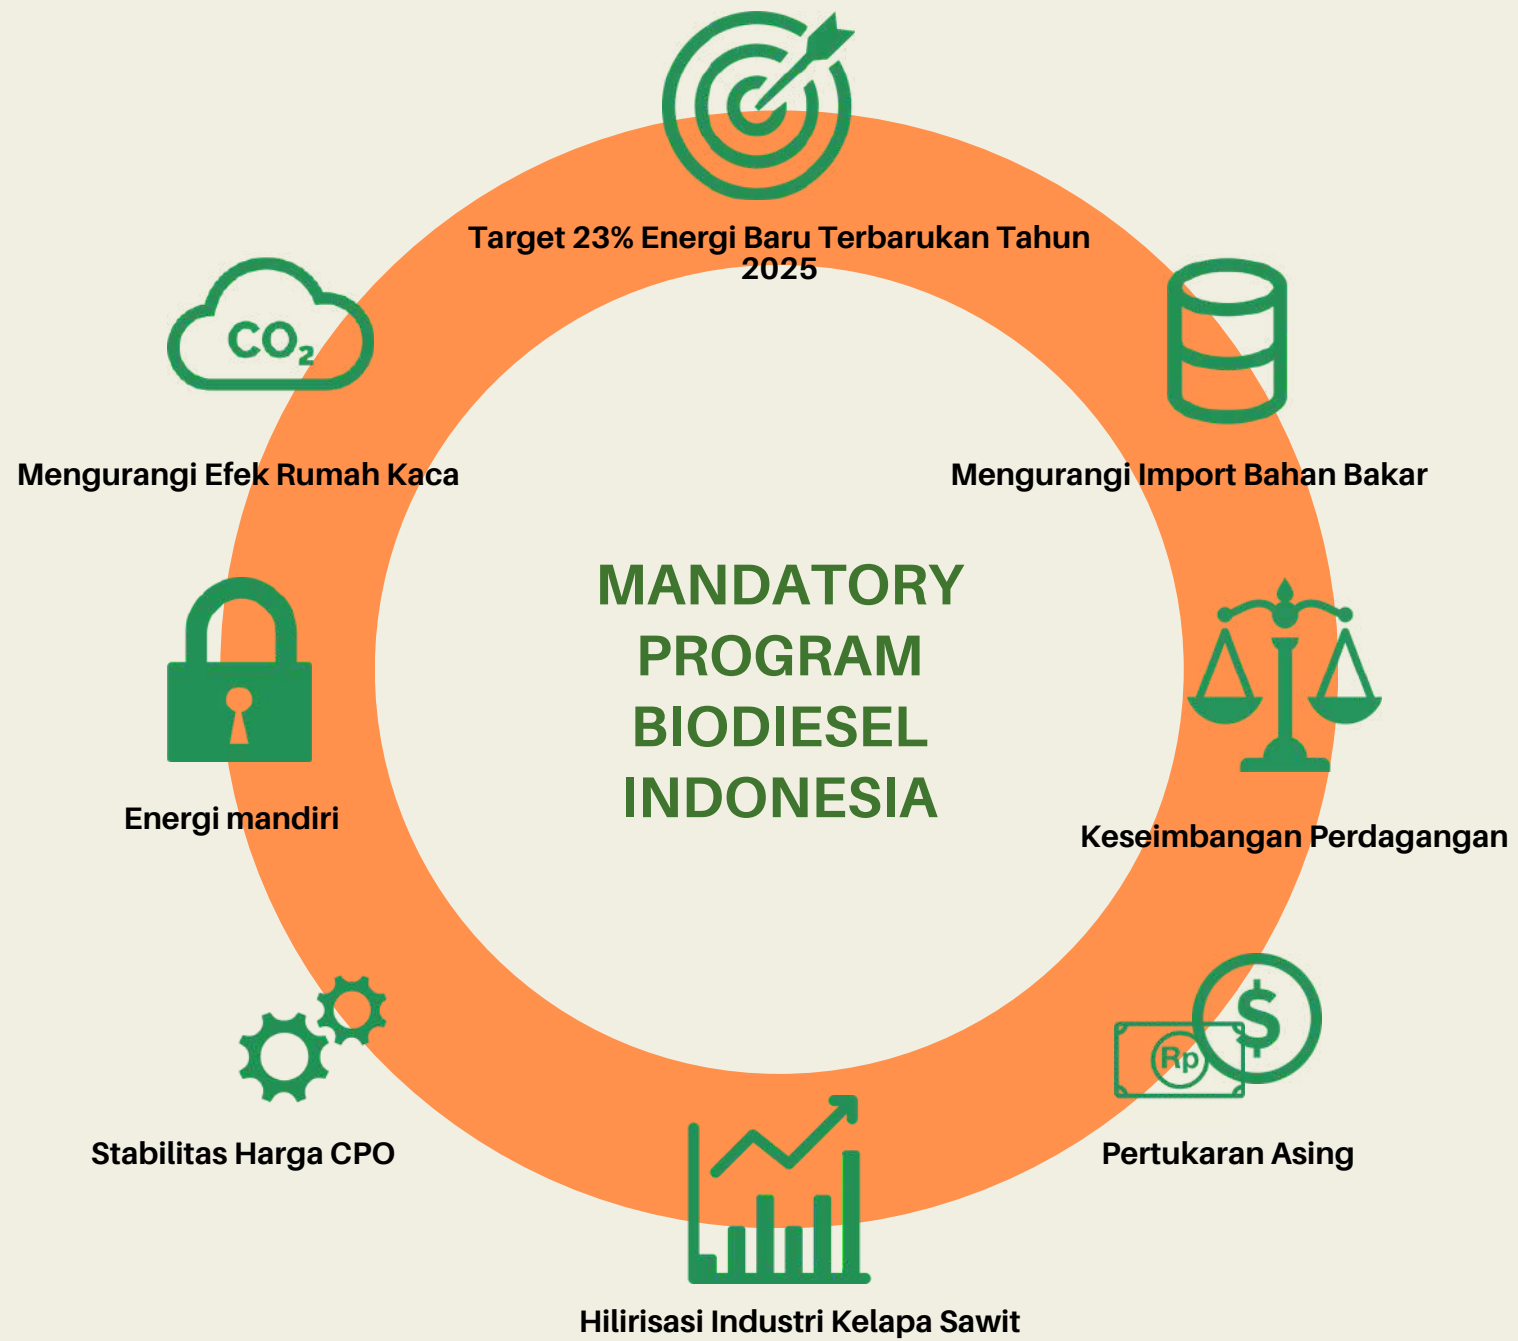 Target 23% Energi Baru Terbarukan Tahun
2025
CO₂
Mengurangi Efek Rumah Kaca
Mengurangi Import Bahan Bakar
MANDATORY
PROGRAM
BIODIESEL
INDONESIA
Energi mandiri
Keseimbangan Perdagangan
Stabilitas Harga CPO
$
Rp
Pertukaran Asing
Hilirisasi Industri Kelapa Sawit